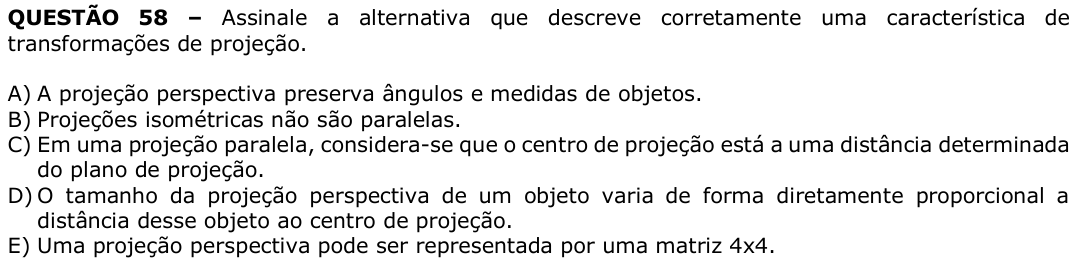 QUESTÃO 58 – Assinale a alternativa que descreve corretamente uma característica de
transformações de projeção.
A) A projeção perspectiva preserva ângulos e medidas de objetos.
B) Projeções isométricas não são paralelas.
C) Em uma projeção paralela, considera-se que o centro de projeção está a uma distância determinada
do plano de projeção.
D) O tamanho da projeção perspectiva de um objeto varia de forma diretamente proporcional a
distância desse objeto ao centro de projeção.
E) Uma projeção perspectiva pode ser representada por uma matriz 4x4.